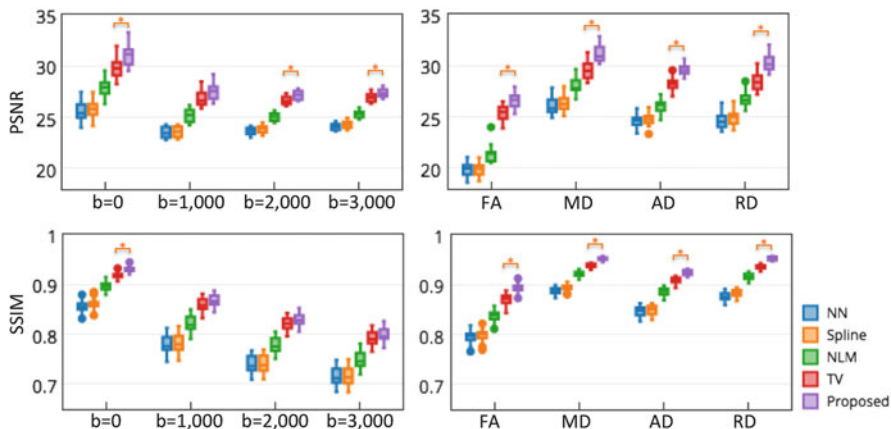 35
30
25
20
PSNR
*
*
*
b=0 b=1,000 b=2,000 b=3,000
35
30
25
20
*
*
*
*
FA MD AD RD
1
0.9
0.8
0.7
SSIM
*
b=0 b=1,000 b=2,000 b=3,000
1
0.9
0.8
0.7
*
*
*
*
FA MD AD RD
NN
Spline
NLM
TV
Proposed